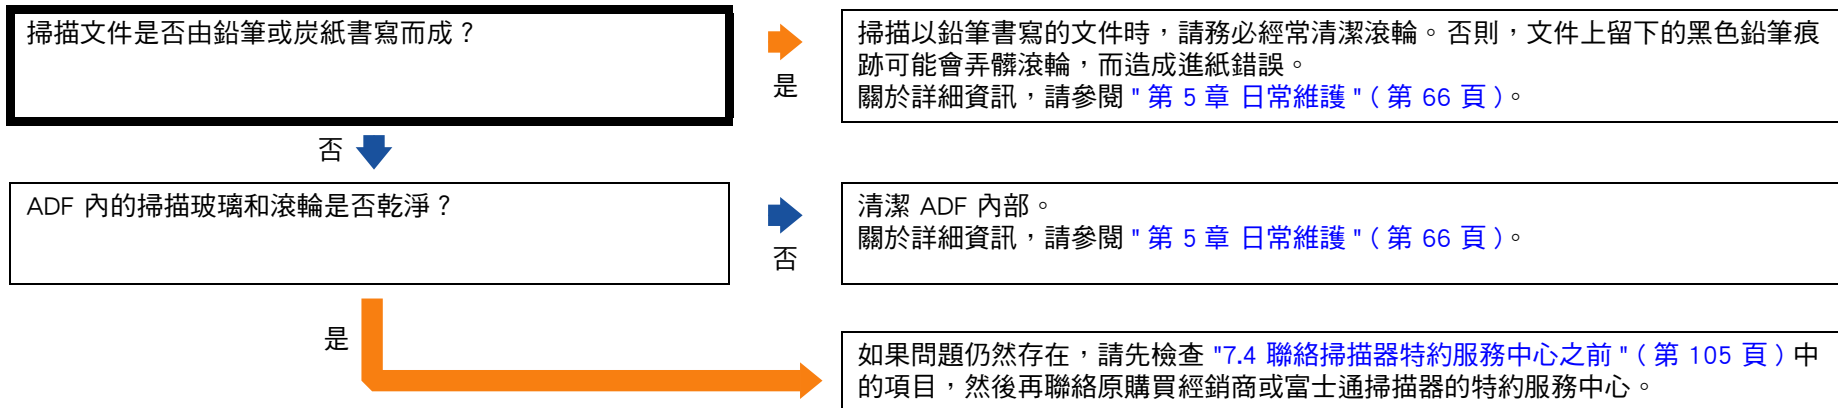 掃描文件是否由鉛筆或炭紙書寫而成？
是
掃描以鉛筆書寫的文件時，請務必經常清潔滾輪。否則，文件上留下的黑色鉛筆痕
跡可能會弄髒滾輪，而造成進紙錯誤。
關於詳細資訊，請參閱 " 第 5 章 日常維護 " ( 第 66 頁 )。
否
ADF 內的掃描玻璃和滾輪是否乾淨？
否
清潔 ADF 內部。
關於詳細資訊，請參閱 " 第 5 章 日常維護 " ( 第 66 頁 )。
是
如果問題仍然存在，請先檢查 "7.4 聯絡掃描器特約服務中心之前 " ( 第 105 頁 ) 中
的項目，然後再聯絡原購買經銷商或富士通掃描器的特約服務中心。